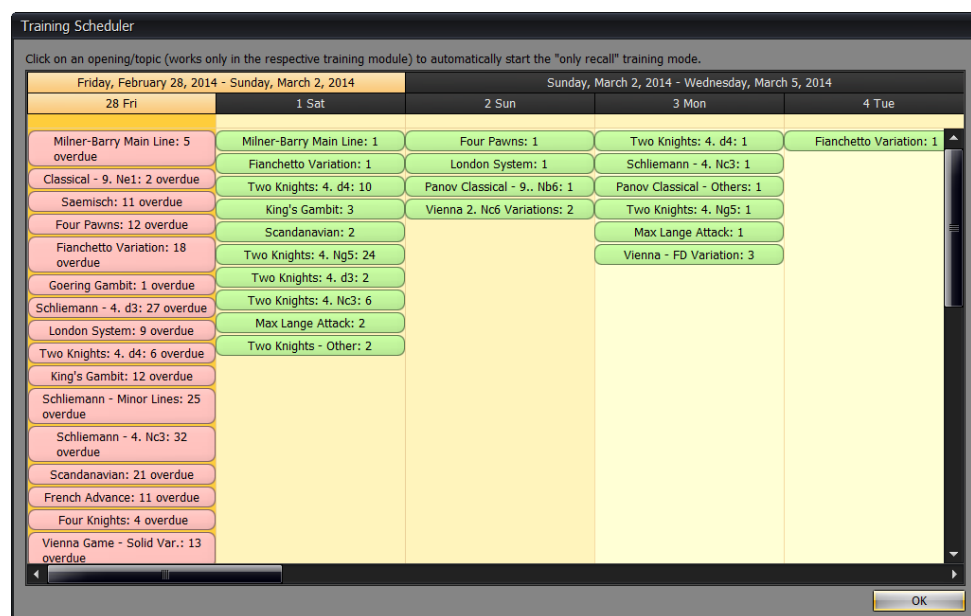 Training Scheduler
Click on an opening/topic (works only in the respective training module) to automatically start the "only recall" training mode.
Friday, February 28, 2014 - Sunday, March 2, 2014
Sunday, March 2, 2014 - Wednesday, March 5, 2014
28 Fri
1 Sat
2 Sun
3 Mon
4 Tue
Milner-Barry Main Line: 5
overdue
Classical - 9. Ne1: 2 overdue
Saemisch: 11 overdue
Four Pawns: 12 overdue
Fianchetto Variation: 18
overdue
Goering Gambit: 1 overdue
Schliemann - 4. d3: 27 overdue
London System: 9 overdue
Two Knights: 4. d4: 6 overdue
King's Gambit: 12 overdue
Schliemann - Minor Lines: 25
overdue
Schliemann - 4. Nc3: 32
overdue
Scandanavian: 21 overdue
French Advance: 11 overdue
Four Knights: 4 overdue
Vienna Game - Solid Var.: 13
overdue
Milner-Barry Main Line: 1
Fianchetto Variation: 1
Two Knights: 4. d4: 10
King's Gambit: 3
Scandanavian: 2
Two Knights: 4. Ng5: 24
Two Knights: 4. d3: 2
Two Knights: 4. Nc3: 6
Max Lange Attack: 2
Two Knights - Other: 2
Four Pawns: 1
London System: 1
Panov Classical - 9.. Nb6: 1
Vienna 2. Nc6 Variations: 2
Two Knights: 4. d4: 1
Schliemann - 4. Nc3: 1
Panov Classical - Others: 1
Two Knights: 4. Ng5: 1
Max Lange Attack: 1
Vienna - FD Variation: 3
Fianchetto Variation: 1
OK